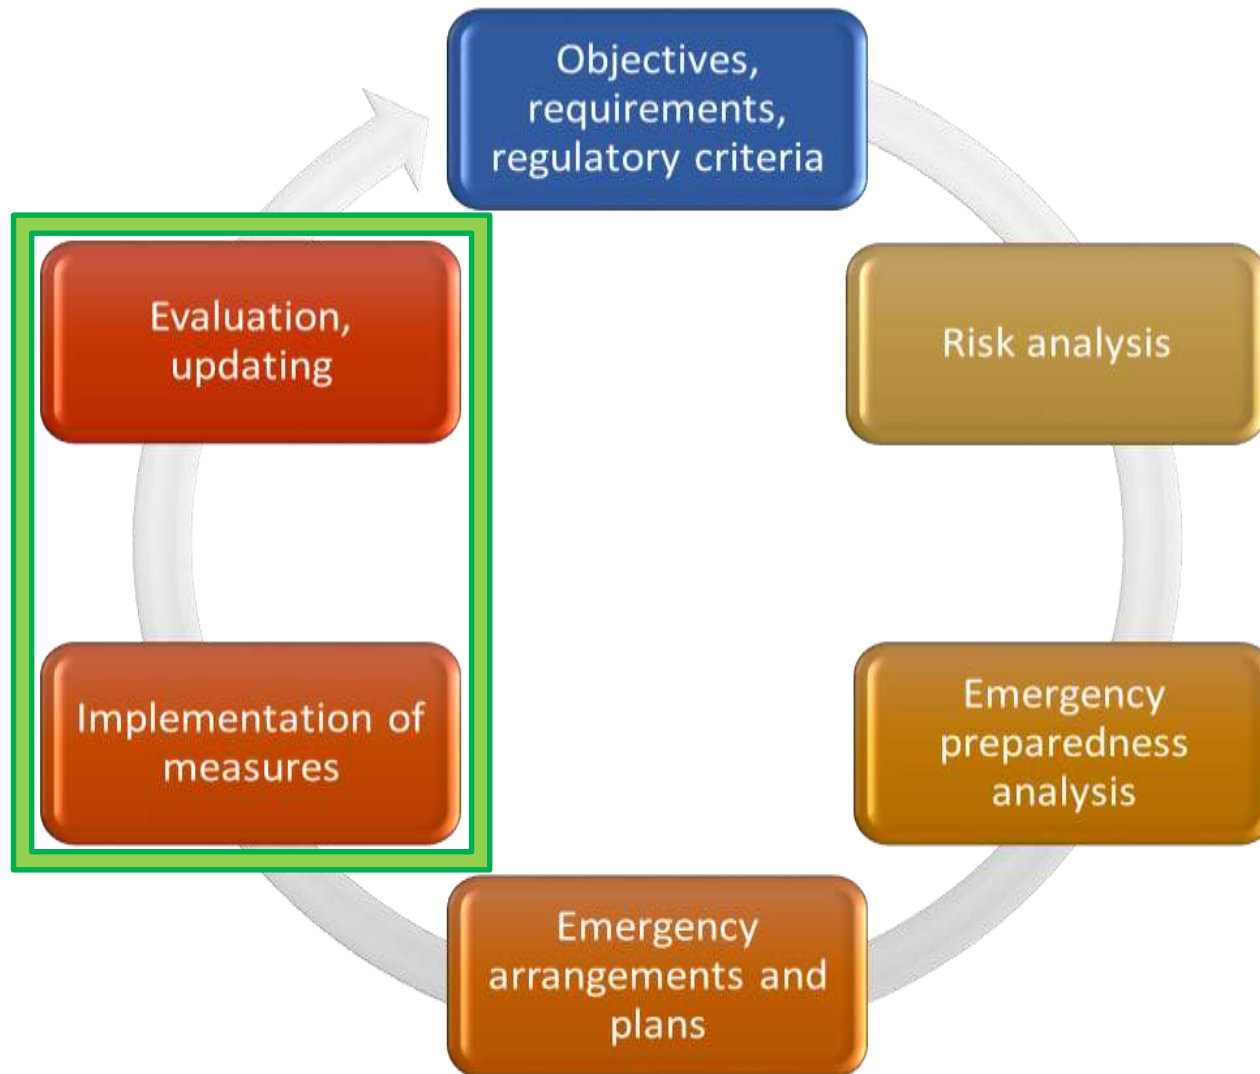 Objectives,
requirements,
regulatory criteria
Risk analysis
Emergency
preparedness
analysis
Emergency
arrangements and
plans
Implementation of
measures
Evaluation,
updating